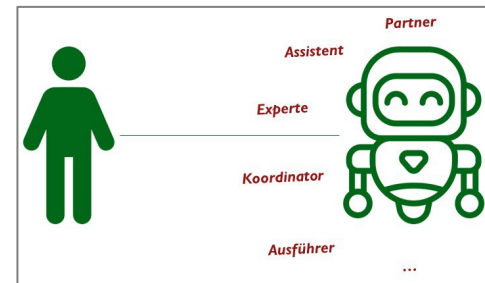 Partner
Assistent
Experte
Koordinator
Ausführer
...